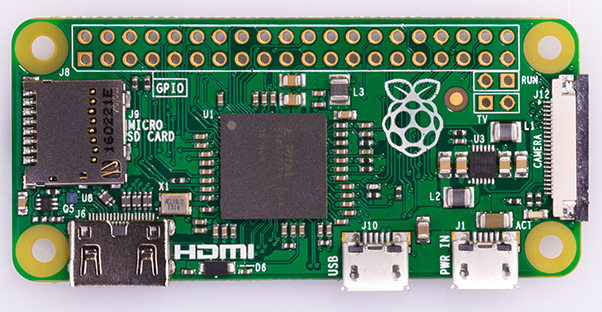 J8
GPIO
RUN
TV
J12
J9
MICRO
SD CARD
160221E
U1
L3
L1
U3
CAMERA
L2
X1
U8
Q5
J6
HDMI
D6
USB
J10
PWR IN
J1
ACT